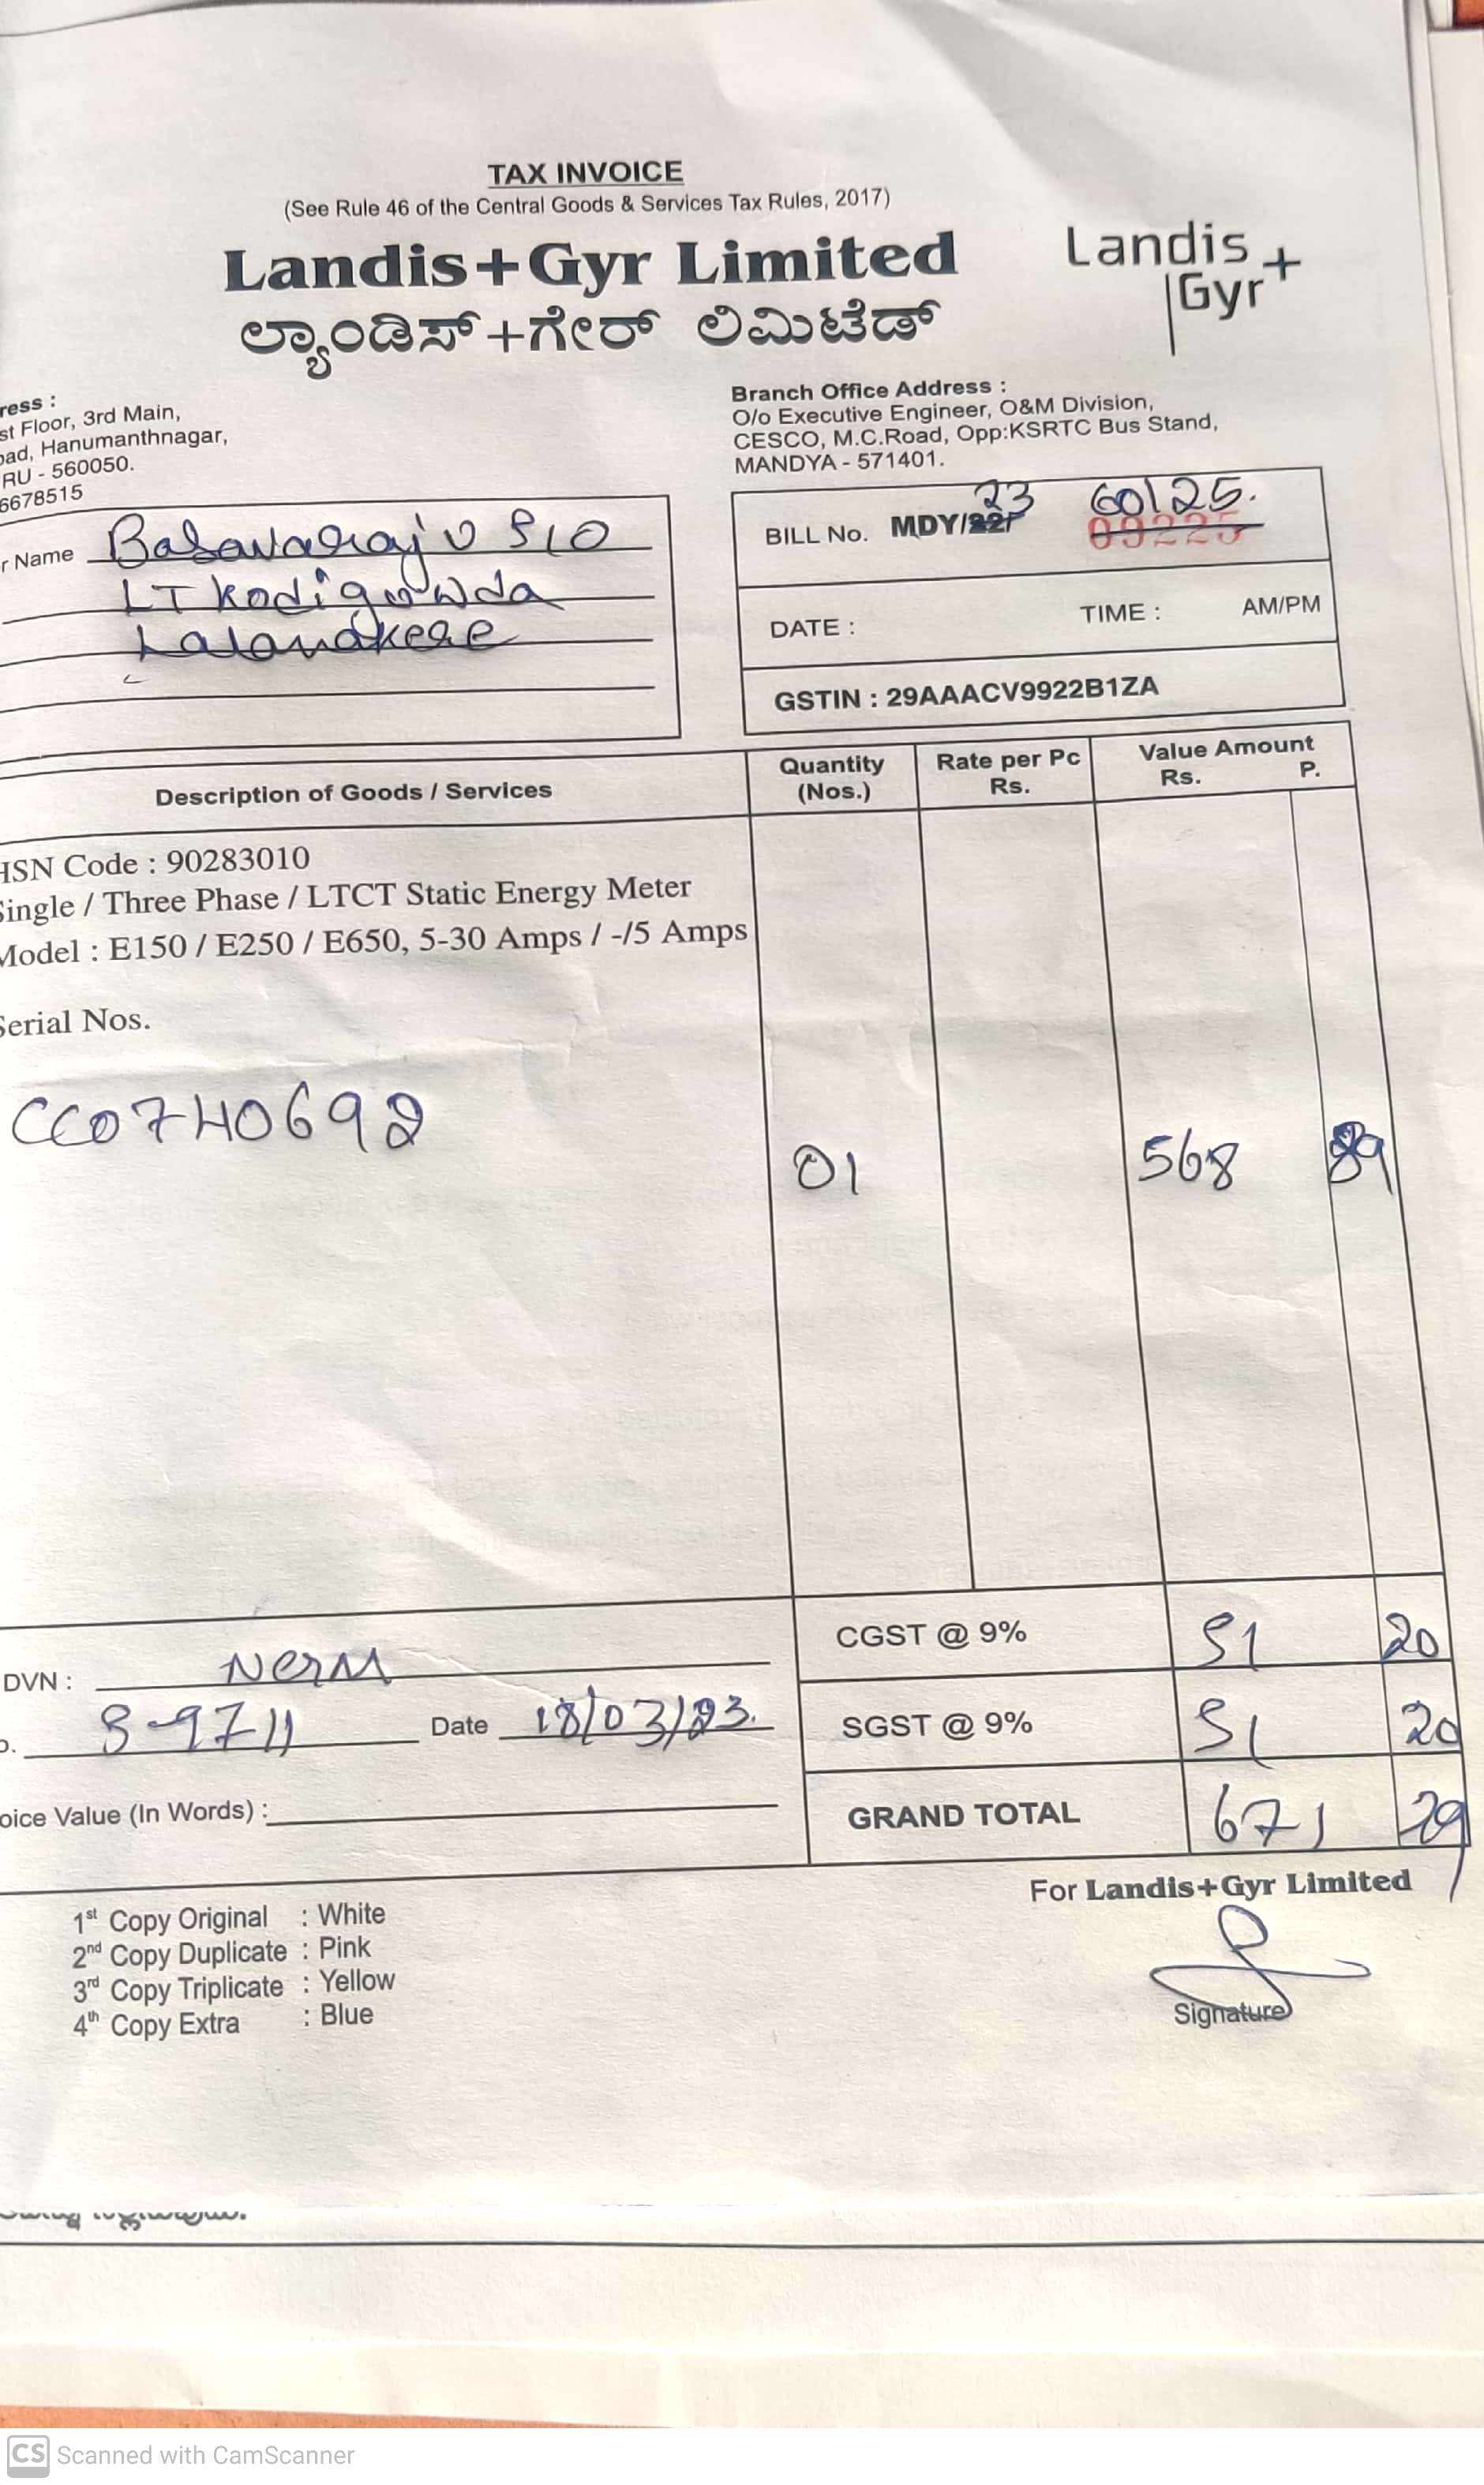 TAX INVOICE
(See Rule 46 of the Central Goods & Services Tax Rules, 2017)
Landis+Gyr Limited
ಲ್ಯಾಂಡಿಸ್+ಗೇರ್ ಲಿಮಿಟೆಡ್
Landis
Gyr+
ress :
st Floor, 3rd Main,
oad, Hanumanthnagar,
RU - 560050.
6678515
Branch Office Address :
O/o Executive Engineer, O&M Division,
CESCO, M.C.Road, Opp:KSRTC Bus Stand,
MANDYA - 571401.
r Name Basavaraju S/O
LT Kodigowda
BILL No. MDY/ 23 60125.
09225
DATE : TIME : AM/PM
GSTIN : 29AAACV9922B1ZA
Description of Goods / Services Quantity (Nos.) Rate per Pc Rs. Value Amount Rs. P.
HSN Code : 90283010
Single / Three Phase / LTCT Static Energy Meter
Model : E150 / E250 / E650, 5-30 Amps / -/5 Amps
Serial Nos.
CC0740692 01 568 89
CGST @ 9% 51 20
DVN :
SGST @ 9% 51 20
Date 18/03/23.
oice Value (In Words) :
GRAND TOTAL 671 29
For Landis+Gyr Limited
1st Copy Original : White
2nd Copy Duplicate : Pink
3rd Copy Triplicate : Yellow
4th Copy Extra : Blue
Signature
CS Scanned with CamScanner